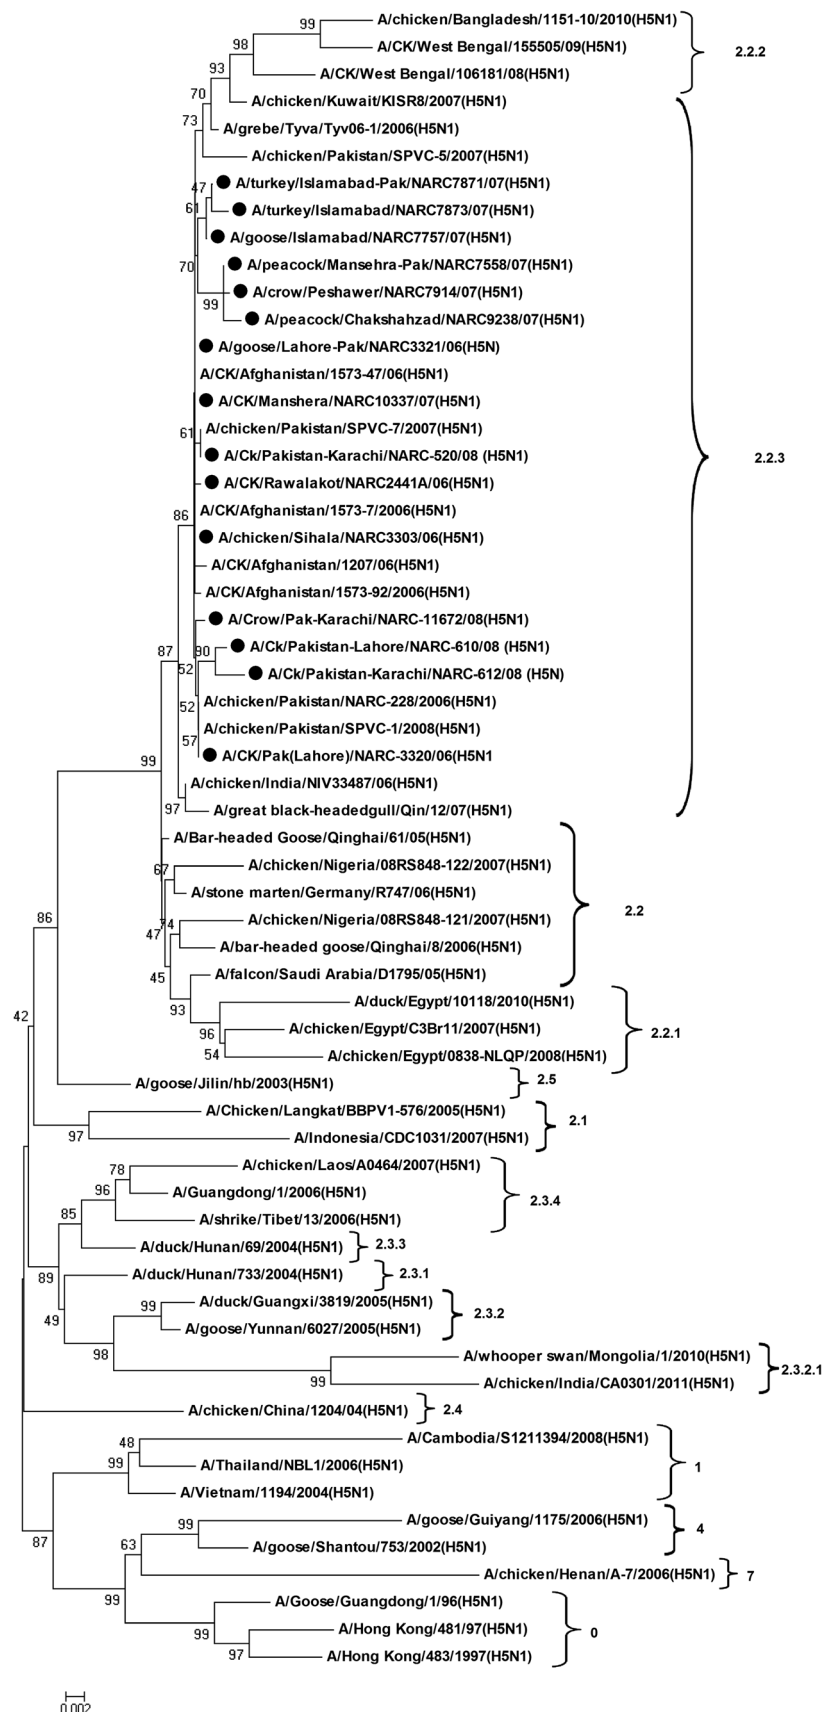 99
A/chicken/Bangladesh/1151-10/2010(H5N1)
98
A/CK/West Bengal/155505/09(H5N1)
2.2.2
93
A/CK/West Bengal/106181/08(H5N1)
70
A/chicken/Kuwait/KISR8/2007(H5N1)
73
A/grebe/Tyva/Tyv06-1/2006(H5N1)
A/chicken/Pakistan/SPVC-5/2007(H5N1)
47
A/turkey/Islamabad-Pak/NARC7871/07(H5N1)
61
A/turkey/Islamabad/NARC7873/07(H5N1)
A/goose/Islamabad/NARC7757/07(H5N1)
70
A/peacock/Mansehra-Pak/NARC7558/07(H5N1)
A/crow/Peshawer/NARC7914/07(H5N1)
99
A/peacock/Chakshahzad/NARC9238/07(H5N1)
A/goose/Lahore-Pak/NARC3321/06(H5N)
A/CK/Afghanistan/1573-47/06(H5N1)
A/CK/Manshera/NARC10337/07(H5N1)
61
A/chicken/Pakistan/SPVC-7/2007(H5N1)
A/Ck/Pakistan-Karachi/NARC-520/08 (H5N1)
2.2.3
A/CK/Rawalakot/NARC2441A/06(H5N1)
86
A/CK/Afghanistan/1573-7/2006(H5N1)
A/chicken/Sihala/NARC3303/06(H5N1)
A/CK/Afghanistan/1207/06(H5N1)
A/CK/Afghanistan/1573-92/2006(H5N1)
A/Crow/Pak-Karachi/NARC-11672/08(H5N1)
87
90
A/Ck/Pakistan-Lahore/NARC-610/08 (H5N1)
52
A/Ck/Pakistan-Karachi/NARC-612/08 (H5N)
52
A/chicken/Pakistan/NARC-228/2006(H5N1)
A/chicken/Pakistan/SPVC-1/2008(H5N1)
57
A/CK/Pak(Lahore)/NARC-3320/06(H5N1
99
A/chicken/India/NIV33487/06(H5N1)
97
A/great black-headedgull/Qin/12/07(H5N1)
A/Bar-headed Goose/Qinghai/61/05(H5N1)
67
A/chicken/Nigeria/08RS848-122/2007(H5N1)
A/stone marten/Germany/R747/06(H5N1)
2.2
86
47
74
A/chicken/Nigeria/08RS848-121/2007(H5N1)
A/bar-headed goose/Qinghai/8/2006(H5N1)
45
A/falcon/Saudi Arabia/D1795/05(H5N1)
93
A/duck/Egypt/10118/2010(H5N1)
42
96
A/chicken/Egypt/C3Br11/2007(H5N1)
2.2.1
54
A/chicken/Egypt/0838-NLQP/2008(H5N1)
A/goose/Jilin/hb/2003(H5N1)
2.5
A/Chicken/Langkat/BBPV1-576/2005(H5N1)
2.1
97
A/Indonesia/CDC1031/2007(H5N1)
78
A/chicken/Laos/A0464/2007(H5N1)
96
A/Guangdong/1/2006(H5N1)
2.3.4
85
A/shrike/Tibet/13/2006(H5N1)
A/duck/Hunan/69/2004(H5N1)
2.3.3
89
A/duck/Hunan/733/2004(H5N1)
2.3.1
49
99
A/duck/Guangxi/3819/2005(H5N1)
2.3.2
A/goose/Yunnan/6027/2005(H5N1)
98
A/whooper swan/Mongolia/1/2010(H5N1)
2.3.2.1
99
A/chicken/India/CA0301/2011(H5N1)
A/chicken/China/1204/04(H5N1)
2.4
48
A/Cambodia/S1211394/2008(H5N1)
99
A/Thailand/NBL1/2006(H5N1)
1
A/Vietnam/1194/2004(H5N1)
99
A/goose/Guiyang/1175/2006(H5N1)
4
87
63
A/goose/Shantou/753/2002(H5N1)
A/chicken/Henan/A-7/2006(H5N1)
7
99
A/Goose/Guangdong/1/96(H5N1)
99
A/Hong Kong/481/97(H5N1)
0
97
A/Hong Kong/483/1997(H5N1)
0.002